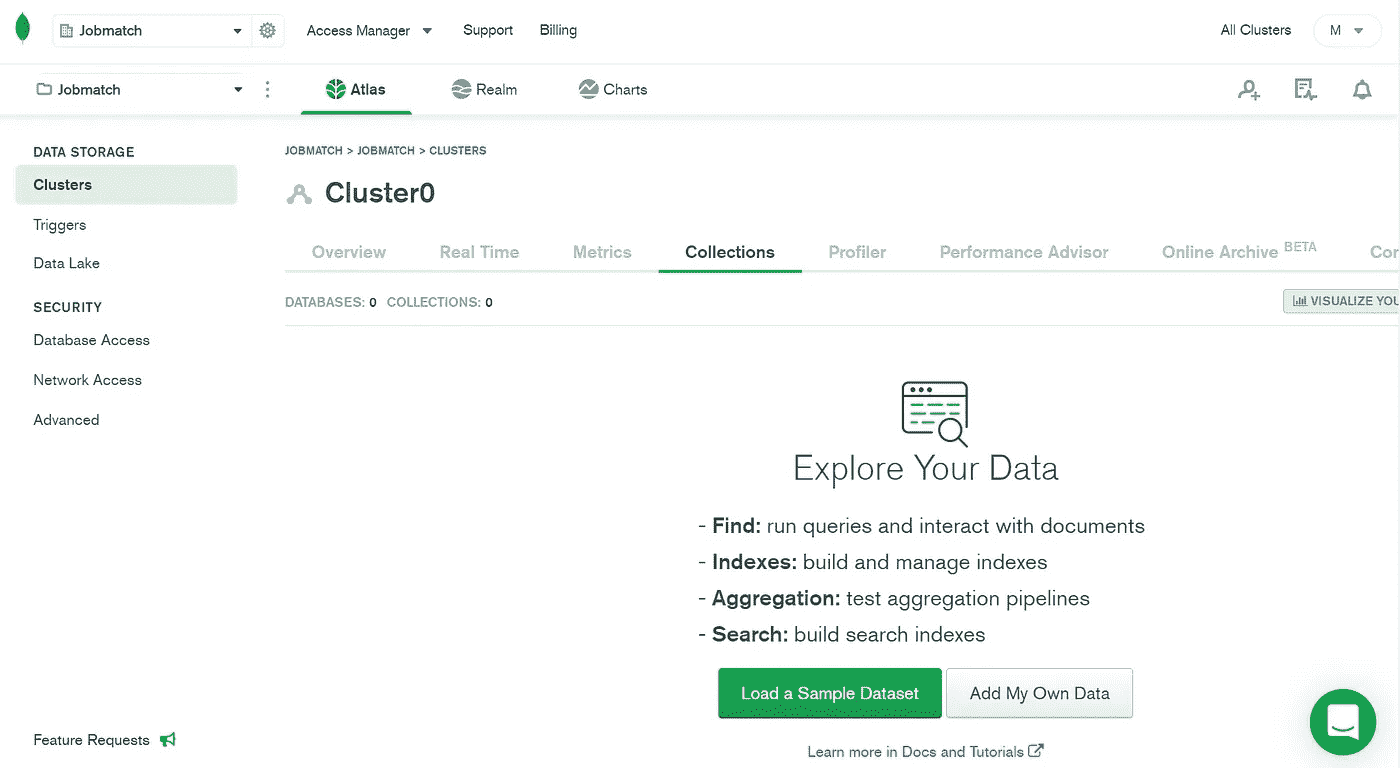 Jobmatch Access Manager Support Billing All Clusters M
Jobmatch Atlas Realm Charts
DATA STORAGE
Clusters
Triggers
Data Lake
SECURITY
Database Access
Network Access
Advanced
Feature Requests
JOBMATCH > JOBMATCH > CLUSTERS
Cluster0
Overview Real Time Metrics Collections Profiler Performance Advisor Online Archive BETA Cor
DATABASES: 0 COLLECTIONS: 0
VISUALIZE YOU
Explore Your Data
- Find: run queries and interact with documents
- Indexes: build and manage indexes
- Aggregation: test aggregation pipelines
- Search: build search indexes
Load a Sample Dataset Add My Own Data
Learn more in Docs and Tutorials